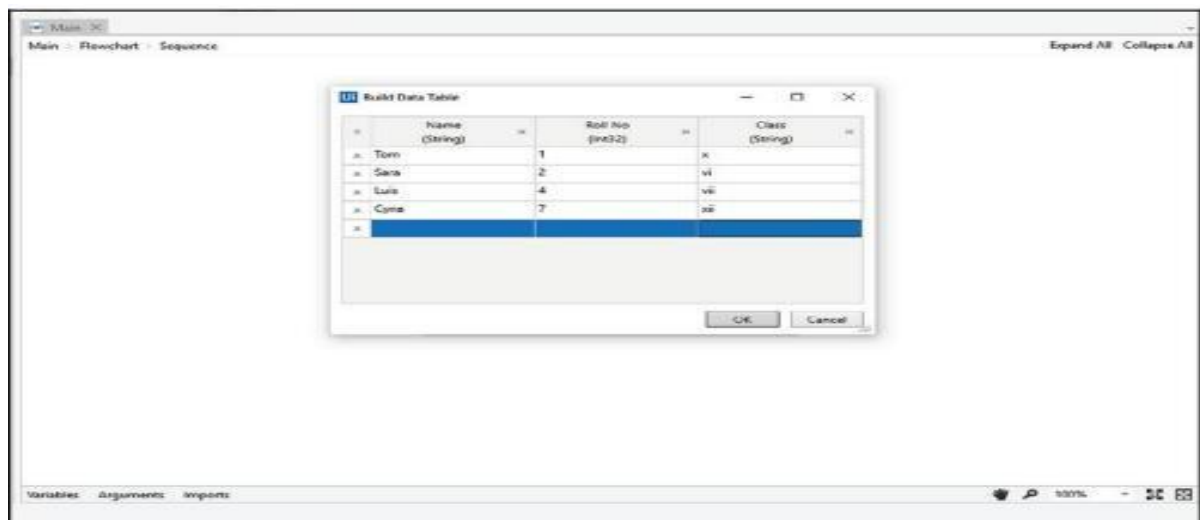 Main
Main Flowchart Sequence Expand All Collapse All
Ui Build Data Table
Name (String) Roll No (Int32) Class (String)
Tom 1 x
Sara 2 vi
Luis 4 vii
7 xii
OK Cancel
Variables Arguments Imports 100%